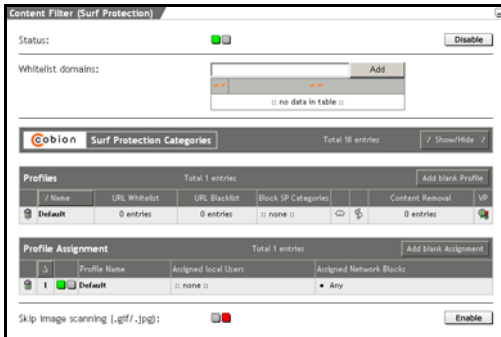 Content Filter (Surf Protection)
Status:
Disable
Whitelist domains:
Add
:: no data in table ::
Cobion Surf Protection Categories Total 18 entries / Show/Hide /
Profiles Total 1 entries Add blank Profile
/ Name URL Whitelist URL Blacklist Block SP Categories Content Removal VP
Default 0 entries 0 entries :: none :: 0 entries
Profile Assignment Total 1 entries Add blank Assignment
Profile Name Assigned local Users Assigned Network Blocks
1 Default :: none :: • Any
Skip image scanning (.gif/.jpg): Enable